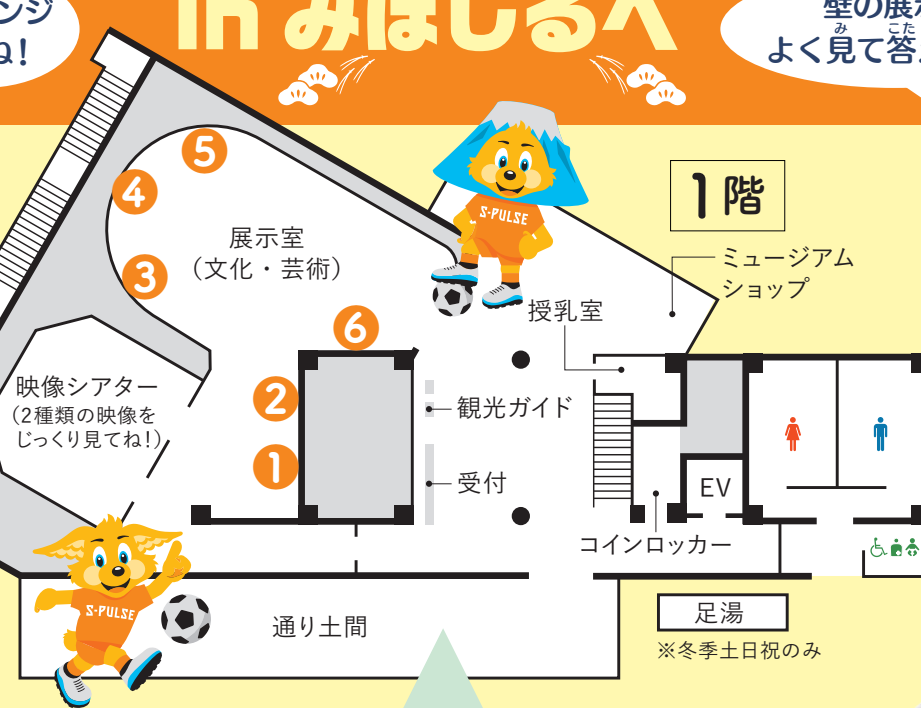 ンジ
ね!
in みほしるべ
壁の展示
み こた
よく見て答
1階
5
4
展示室
(文化・芸術)
3
S-PULSE
ミュージアム
ショップ
授乳室
6
映像シアター
(2種類の映像を
じっくり見てね!)
2
観光ガイド
1
受付
EV
コインロッカー
S-PULSE
通り土間
足湯
※冬季土日祝のみ